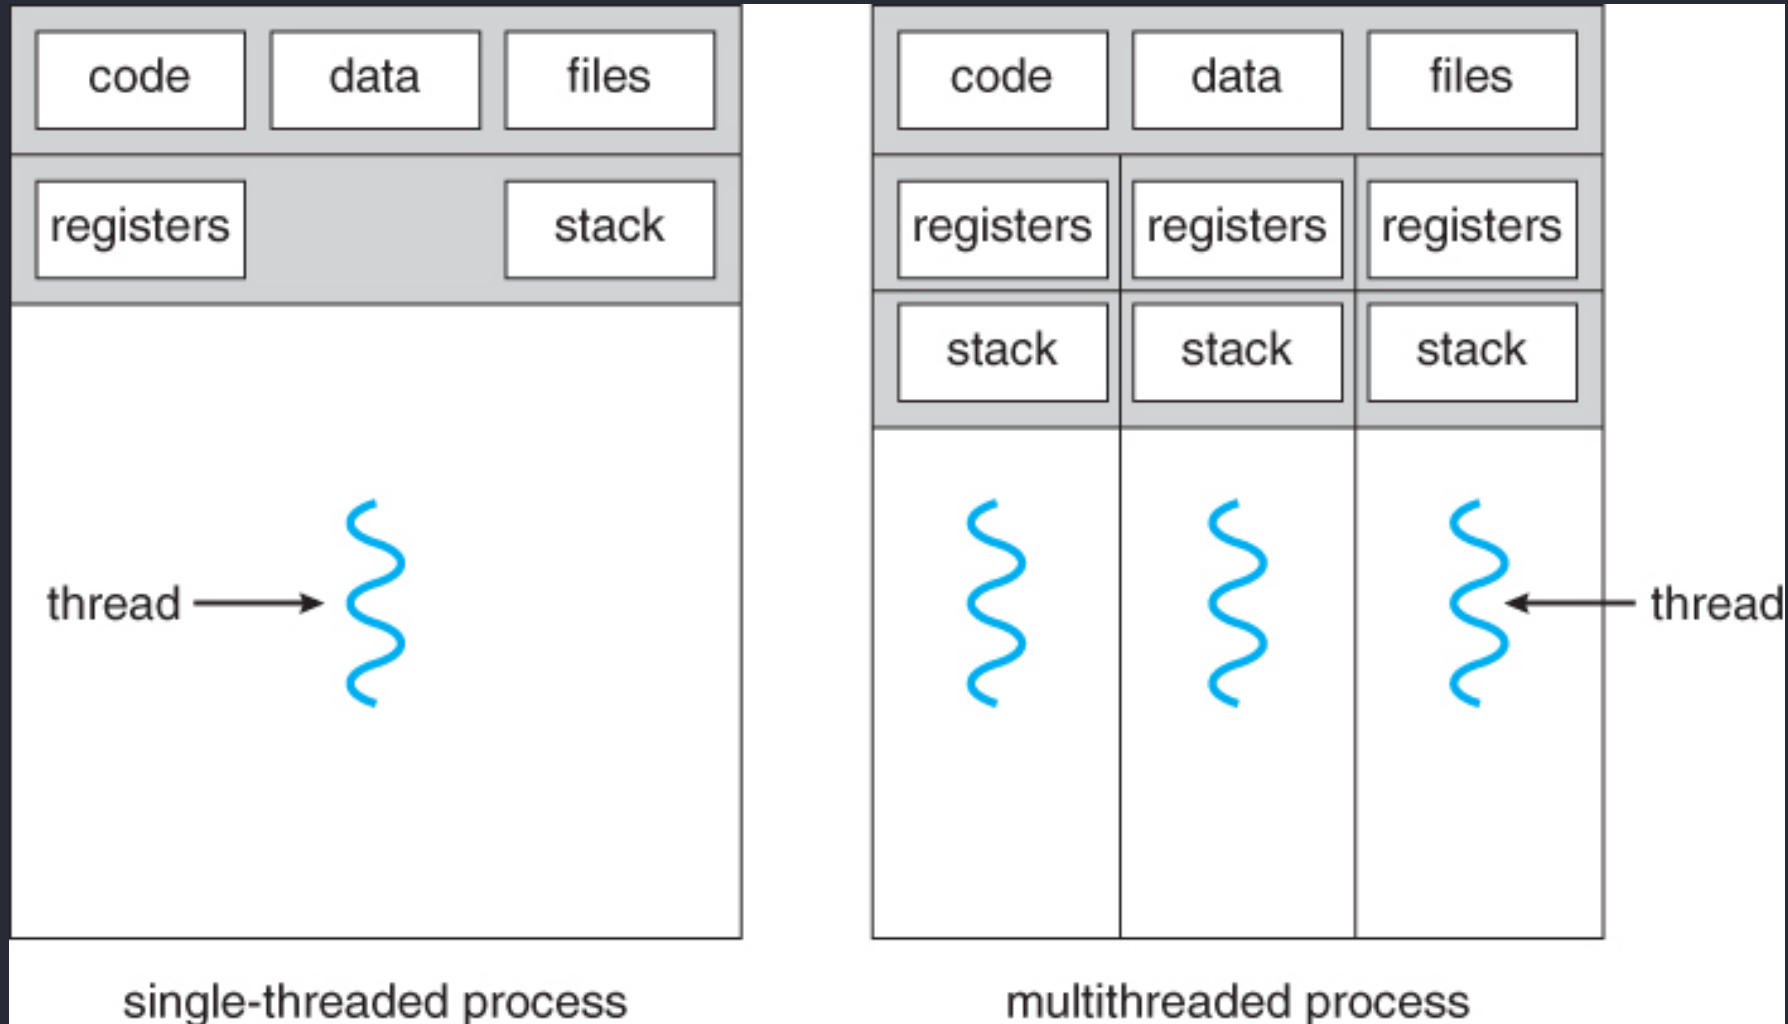 code data files code data files
registers stack registers registers registers
stack stack stack
thread thread
single-threaded process multithreaded process